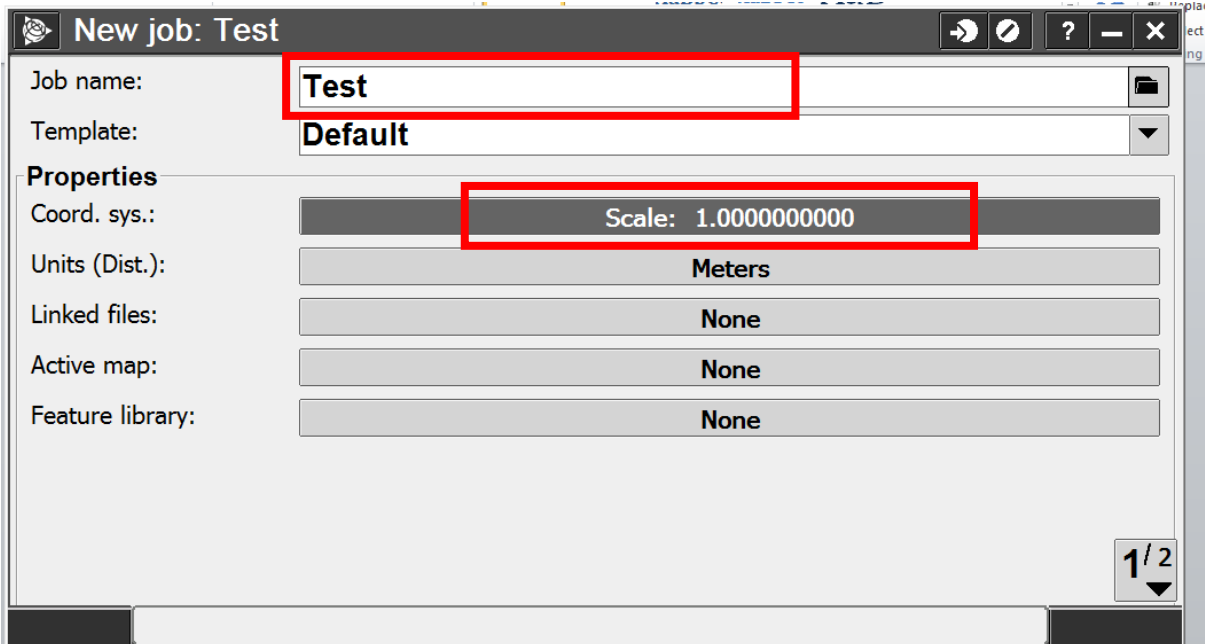 New job: Test
?
Job name:
Test
Template:
Default
Properties
Coord. sys.:
Scale: 1.0000000000
Units (Dist.):
Meters
Linked files:
None
Active map:
None
Feature library:
None
1/2